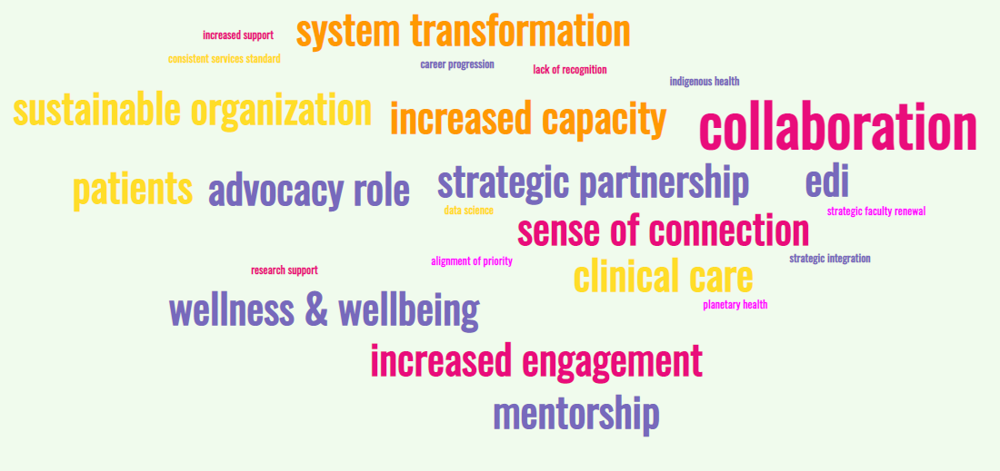 system transformation
increased support
consistent services standard
career progression
lack of recognition
indigenous health
sustainable organization
increased capacity
collaboration
patients
advocacy role
strategic partnership
edi
data science
strategic faculty renewal
sense of connection
alignment of priority
strategic integration
research support
clinical care
planetary health
wellness & wellbeing
increased engagement
mentorship